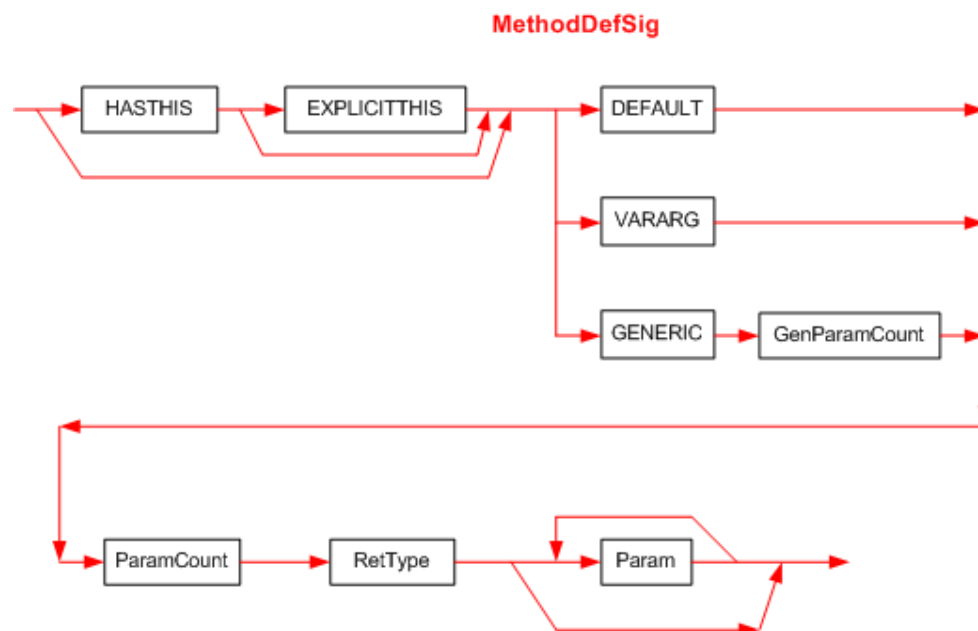 MethodDefSig
HASTHIS EXPLICITTHIS DEFAULT
VARARG
GENERIC GenParamCount
ParamCount RetType Param